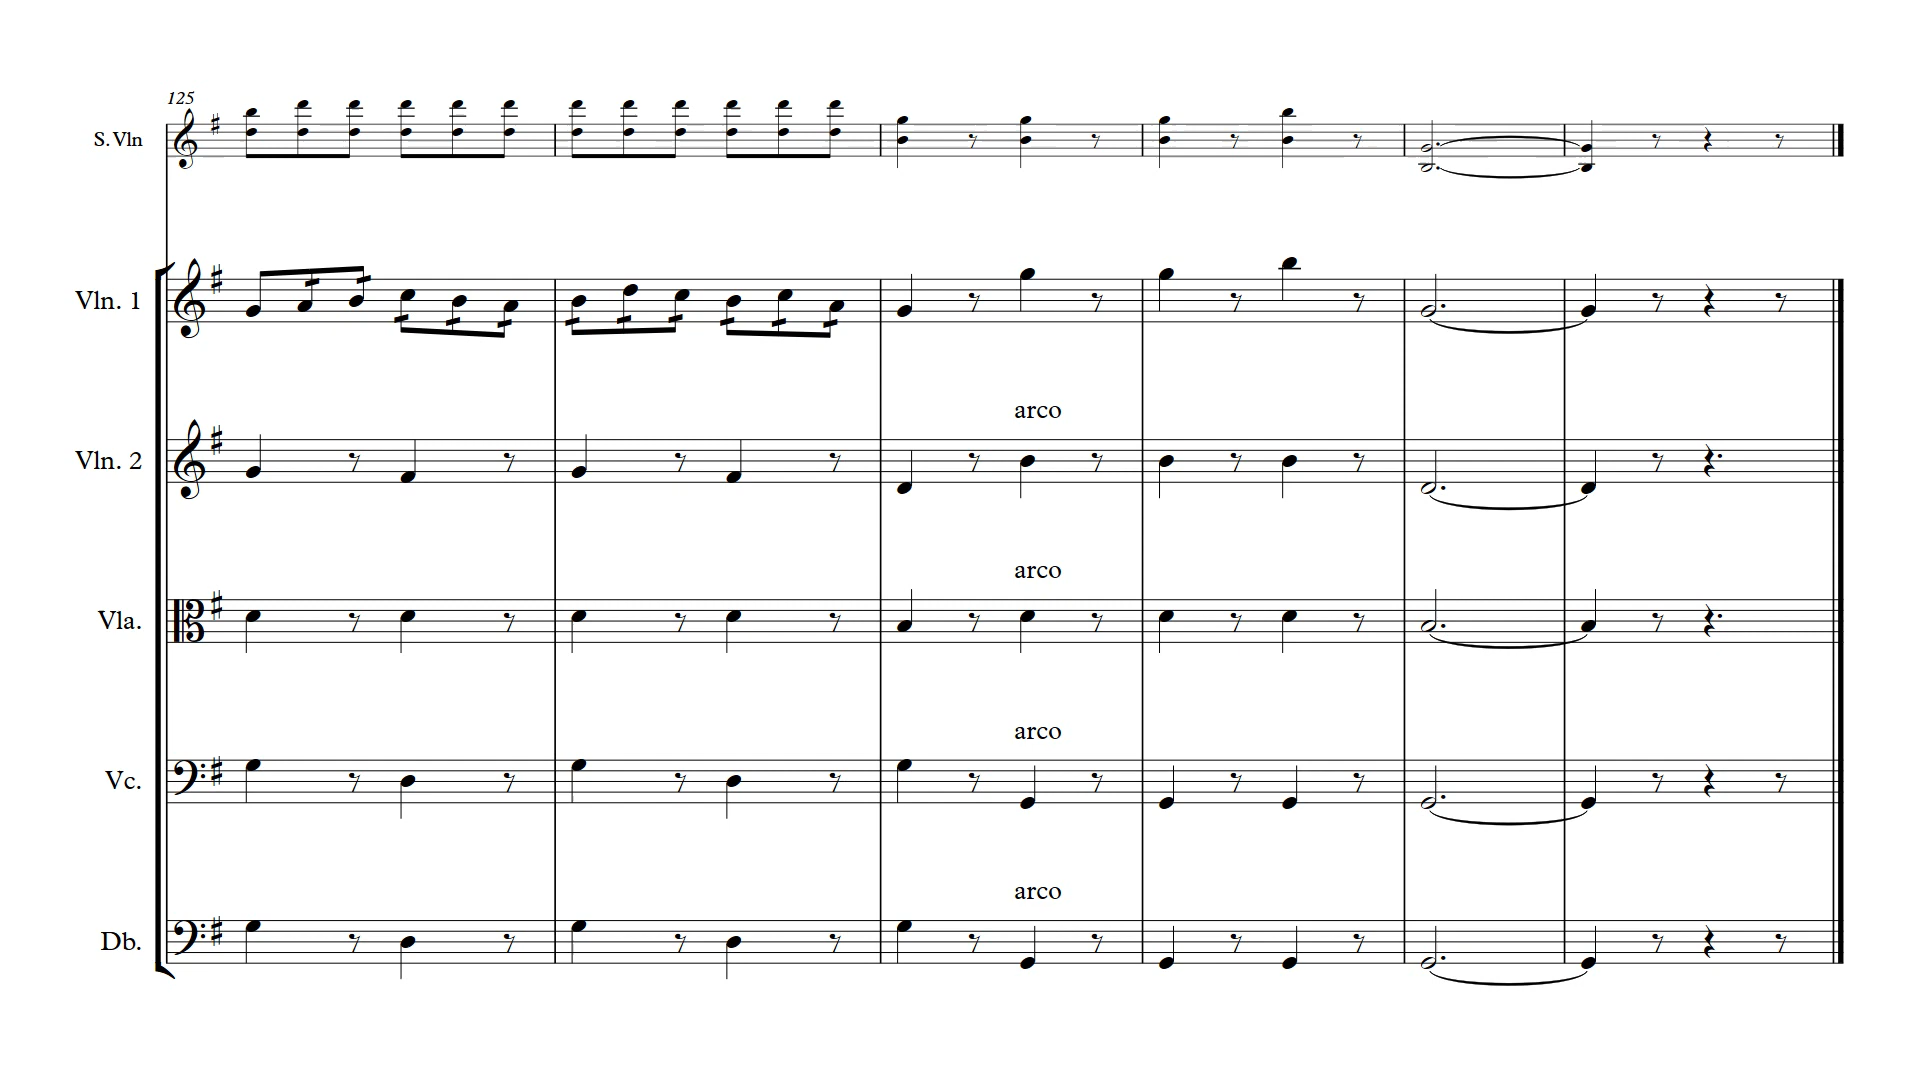 125
S. Vln
Vln. 1
arco
Vln. 2
arco
Vla.
arco
Vc.
arco
Db.